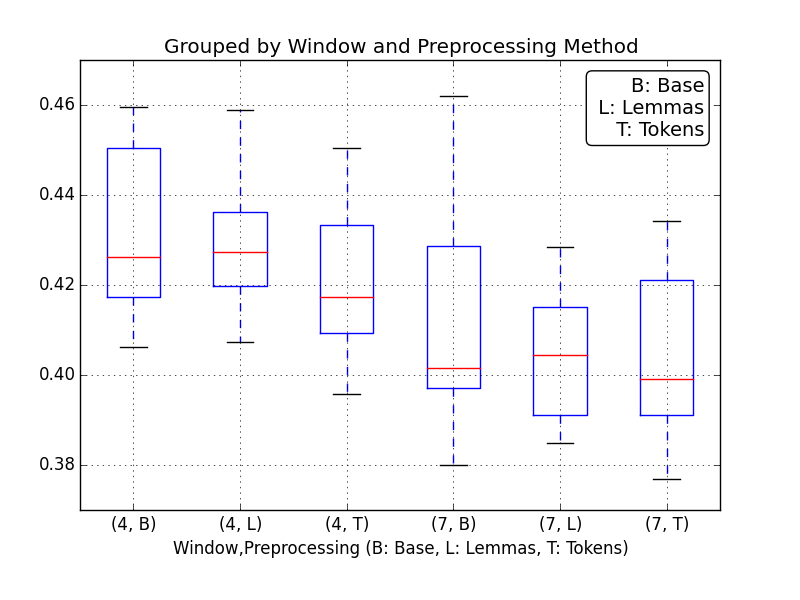 Grouped by Window and Preprocessing Method
B: Base
L: Lemmas
T: Tokens
0.46
0.44
0.42
0.40
0.38
(4, B) (4, L) (4, T) (7, B) (7, L) (7, T)
Window,Preprocessing (B: Base, L: Lemmas, T: Tokens)